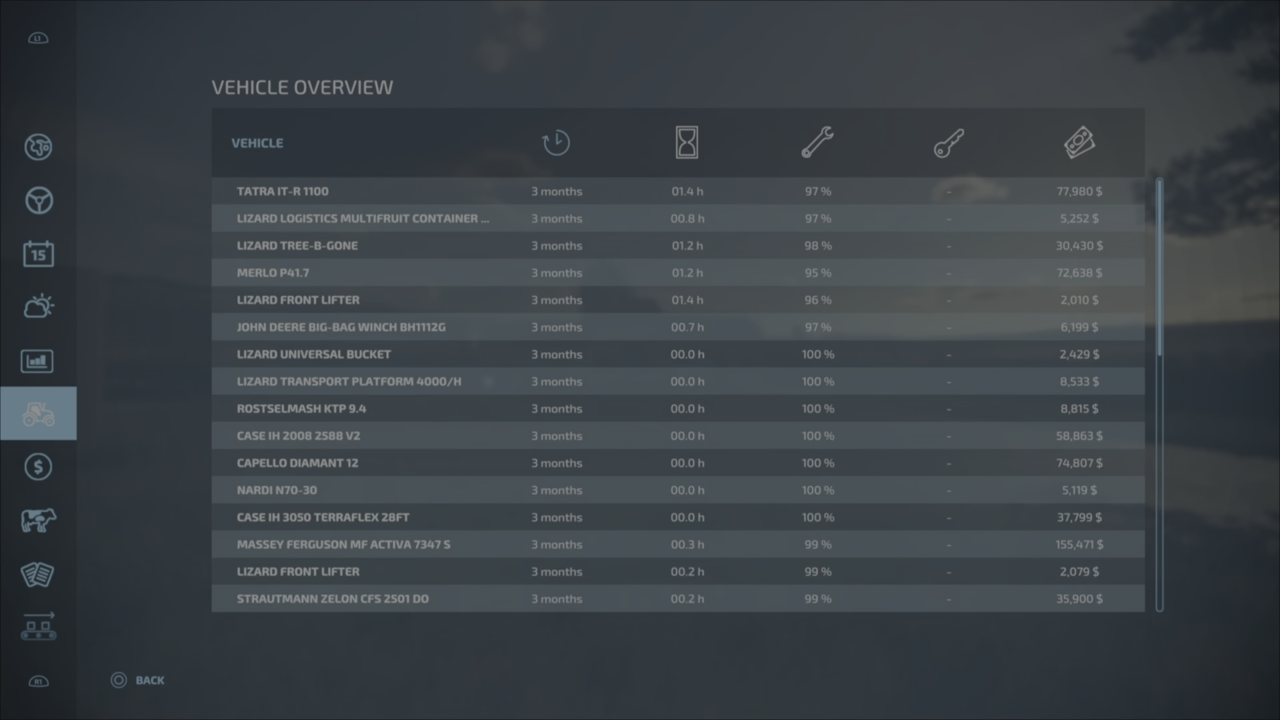 L1
VEHICLE OVERVIEW
VEHICLE
TATRA IT-R 1100 3 months 01.4 h 97 % - 77,980 $
LIZARD LOGISTICS MULTIFRUIT CONTAINER ... 3 months 00.8 h 97 % - 5,252 $
15
LIZARD TREE-B-GONE 3 months 01.2 h 98 % - 30,430 $
MERLO P41.7 3 months 01.2 h 95 % - 72,638 $
LIZARD FRONT LIFTER 3 months 01.4 h 96 % - 2,010 $
JOHN DEERE BIG-BAG WINCH BH1112G 3 months 00.7 h 97 % - 6,199 $
LIZARD UNIVERSAL BUCKET 3 months 00.0 h 100 % - 2,429 $
LIZARD TRANSPORT PLATFORM 4000/H 3 months 00.0 h 100 % - 8,533 $
ROSTSELMASH KTP 9.4 3 months 00.0 h 100 % - 8,815 $
CASE IH 2008 2588 V2 3 months 00.0 h 100 % - 58,863 $
CAPELLO DIAMANT 12 3 months 00.0 h 100 % - 74,807 $
$
NARDI N70-30 3 months 00.0 h 100 % - 5,119 $
CASE IH 3050 TERRAFLEX 28FT 3 months 00.0 h 100 % - 37,799 $
MASSEY FERGUSON MF ACTIVA 7347 S 3 months 00.3 h 99 % - 155,471 $
LIZARD FRONT LIFTER 3 months 00.2 h 99 % - 2,079 $
STRAUTMANN ZELON CFS 2501 DO 3 months 00.2 h 99 % - 35,900 $
R1
BACK